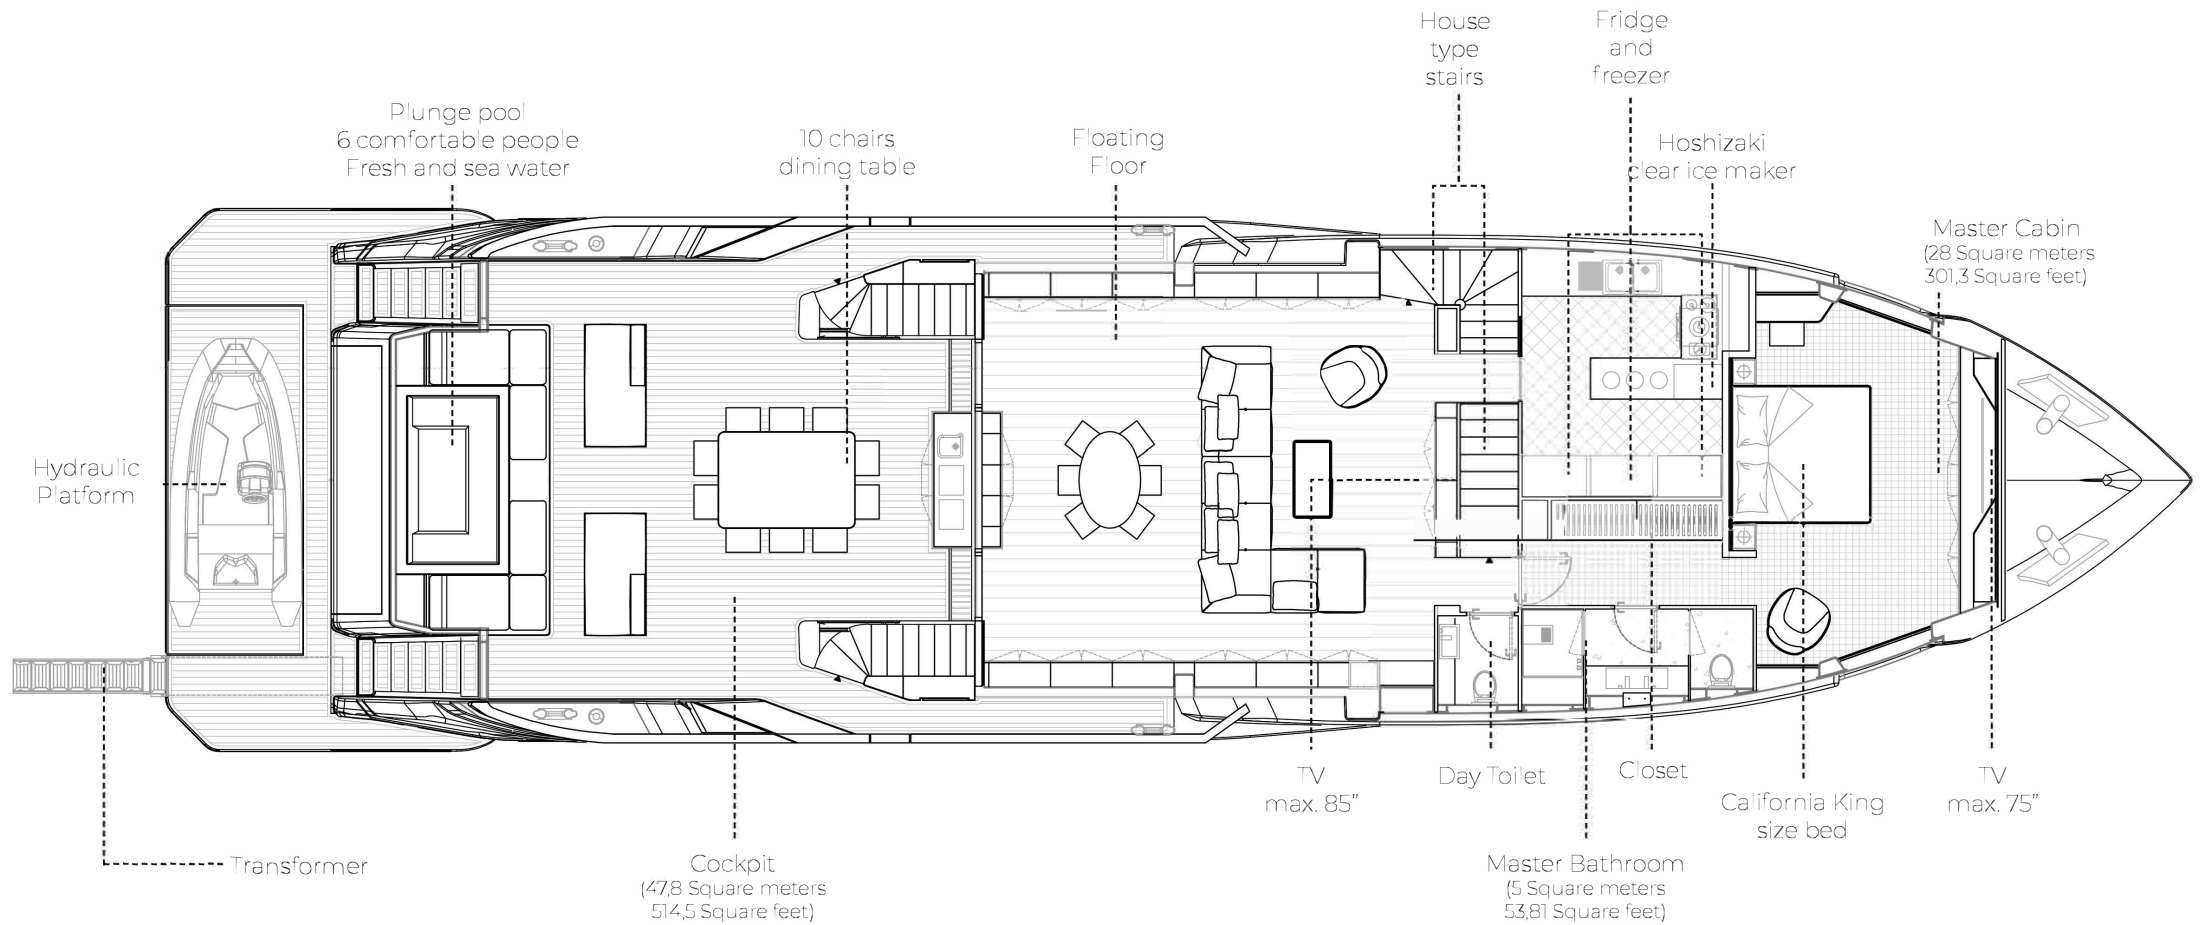 House
type
stairs
Fridge
and
freezer
Plunge pool
6 comfortable people
Fresh and sea water
10 chairs
dining table
Floating
Floor
Hoshizaki
clear ice maker
Master Cabin
(28 Square meters
301,3 Square feet)
Hydraulic
Platform
TV
max. 85”
Day Toilet
Closet
California King
size bed
TV
max. 75”
Transformer
Cockpit
(47,8 Square meters
514,5 Square feet)
Master Bathroom
(5 Square meters
53,81 Square feet)